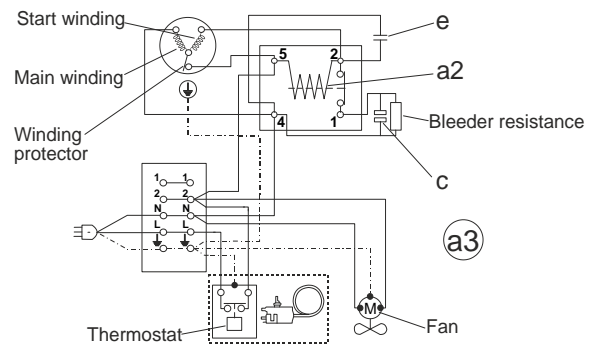 Start winding
e
5
2
a2
Main winding
Winding
protector
4
1
Bleeder resistance
c
1 1
2 2
N N
L L
a3
M
Fan
Thermostat